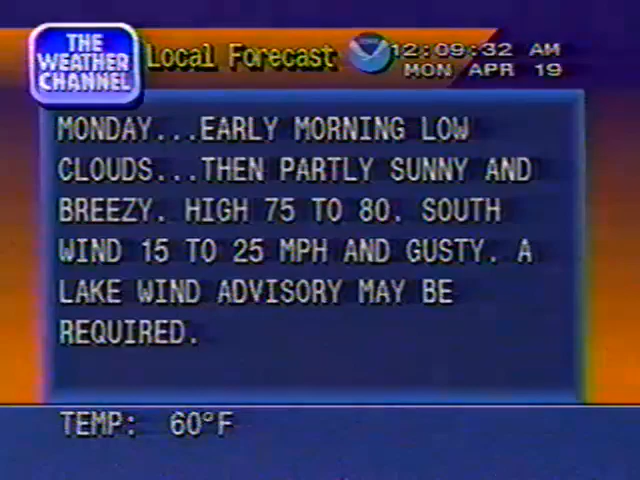 THE
WEATHER
CHANNEL
Local Forecast
12:09:32 AM
MON APR 19
MONDAY...EARLY MORNING LOW
CLOUDS...THEN PARTLY SUNNY AND
BREEZY. HIGH 75 TO 80. SOUTH
WIND 15 TO 25 MPH AND GUSTY. A
LAKE WIND ADVISORY MAY BE
REQUIRED.
TEMP: 60°F